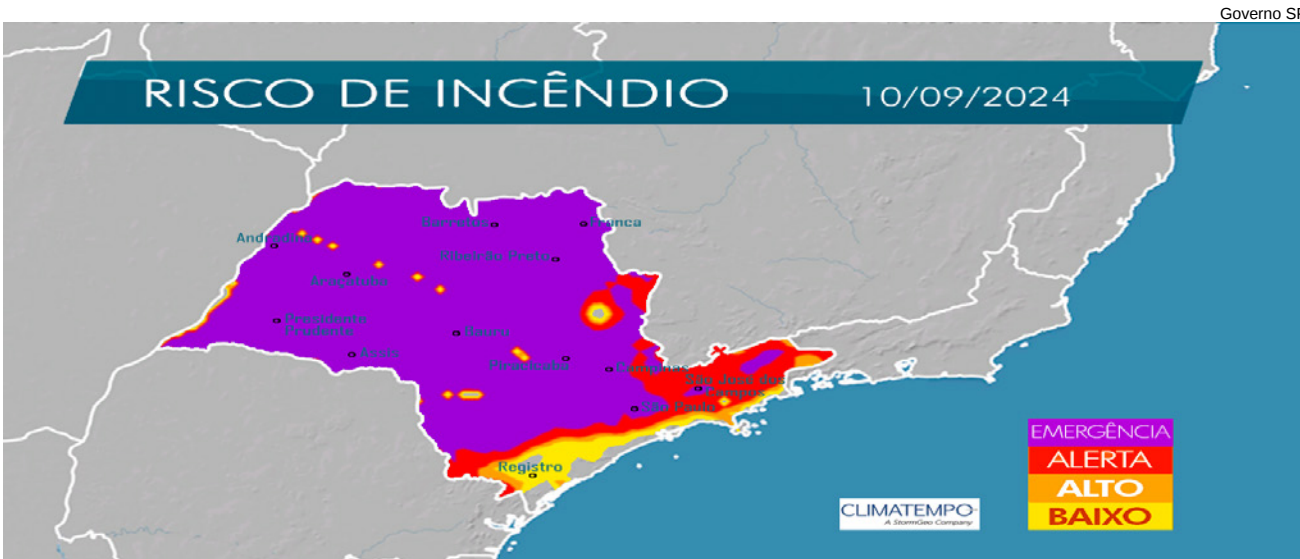 Governo SP
RISCO DE INCÊNDIO
10/09/2024
Barretos
Franca
Andradina
Ribeirão Preto
Araçatuba
Presidente
Prudente
Bauru
Assis
Piracicaba
Campinas
São José dos
Campos
São Paulo
Registro
EMERGÊNCIA
ALERTA
ALTO
BAIXO
CLIMATEMPO
A StormGeo Company